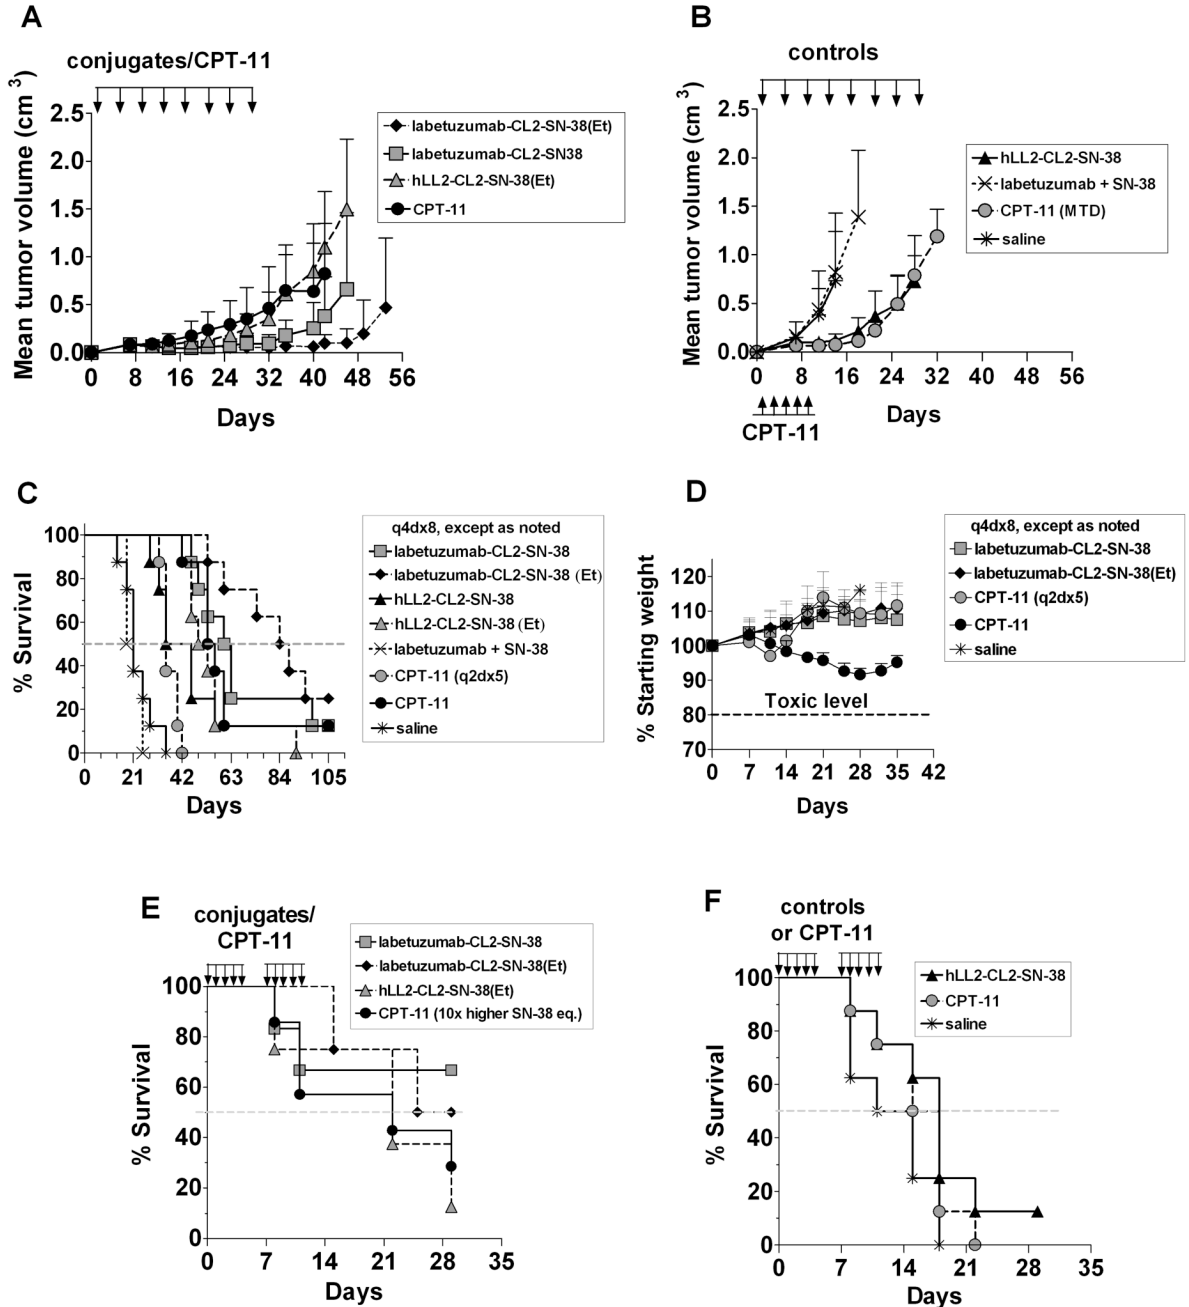 A
conjugates/CPT-11
Mean tumor volume (cm 3)
2.5
2.0
1.5
1.0
0.5
0.0
0 8 16 24 32 40 48 56
Days
labetuzumab-CL2-SN-38(Et)
labetuzumab-CL2-SN38
hLL2-CL2-SN-38(Et)
CPT-11
B
controls
Mean tumor volume (cm 3)
2.5
2.0
1.5
1.0
0.5
0.0
0 8 16 24 32 40 48 56
Days
CPT-11
hLL2-CL2-SN-38
labetuzumab + SN-38
CPT-11 (MTD)
saline
C
% Survival
100
80
60
40
20
0
0 21 42 63 84 105
Days
q4dx8, except as noted
labetuzumab-CL2-SN-38
labetuzumab-CL2-SN-38 (Et)
hLL2-CL2-SN-38
hLL2-CL2-SN-38 (Et)
labetuzumab + SN-38
CPT-11 (q2dx5)
CPT-11
saline
D
% Starting weight
120
110
100
90
80
70
Toxic level
0 7 14 21 28 35 42
Days
q4dx8, except as noted
labetuzumab-CL2-SN-38
labetuzumab-CL2-SN-38(Et)
CPT-11 (q2dx5)
CPT-11
saline
E
conjugates/
CPT-11
% Survival
100
80
60
40
20
0
0 7 14 21 28 35
Days
labetuzumab-CL2-SN-38
labetuzumab-CL2-SN-38(Et)
hLL2-CL2-SN-38(Et)
CPT-11 (10x higher SN-38 eq.)
F
controls
or CPT-11
% Survival
100
80
60
40
20
0
0 7 14 21 28 35
Days
hLL2-CL2-SN-38
CPT-11
saline